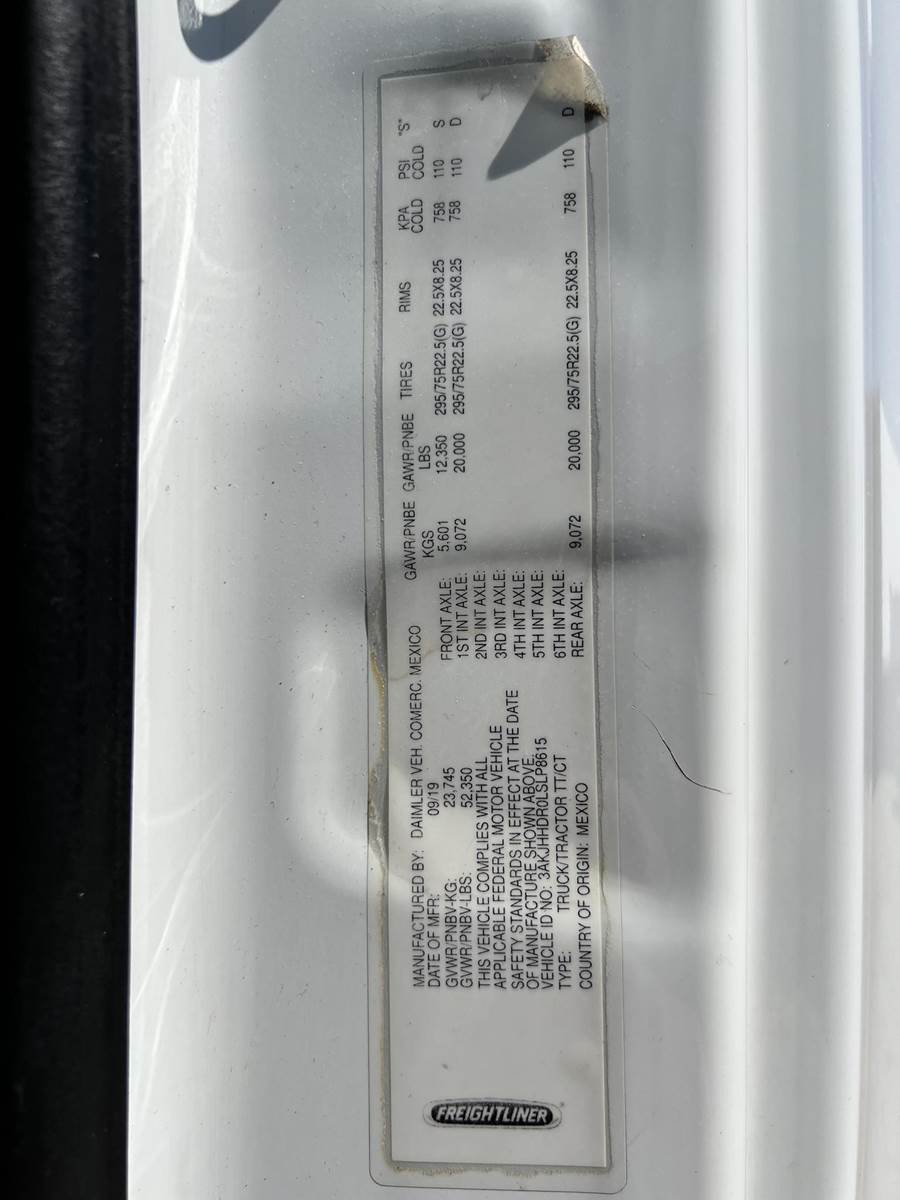 FREIGHTLINER
MANUFACTURED BY: DAIMLER VEH. COMERC. MEXICO
DATE OF MFR: 09/19
GVWR/PNBV-KG: 23,745
GVWR/PNBV-LBS: 52,350
THIS VEHICLE COMPLIES WITH ALL
APPLICABLE FEDERAL MOTOR VEHICLE
SAFETY STANDARDS IN EFFECT AT THE DATE
OF MANUFACTURE SHOWN ABOVE.
VEHICLE ID NO: 3AKJHHDR0LSLP8615
TYPE: TRUCK/TRACTOR TT/CT
COUNTRY OF ORIGIN: MEXICO
GAWR/PNBE GAWR/PNBE TIRES RIMS KPA PSI "S"
KGS LBS COLD COLD
FRONT AXLE: 5,601 12,350 295/75R22.5(G) 22.5X8.25 758 110 S
1ST INT AXLE: 9,072 20,000 295/75R22.5(G) 22.5X8.25 758 110 D
2ND INT AXLE:
3RD INT AXLE:
4TH INT AXLE:
5TH INT AXLE:
6TH INT AXLE:
REAR AXLE: 9,072 20,000 295/75R22.5(G) 22.5X8.25 758 110 D